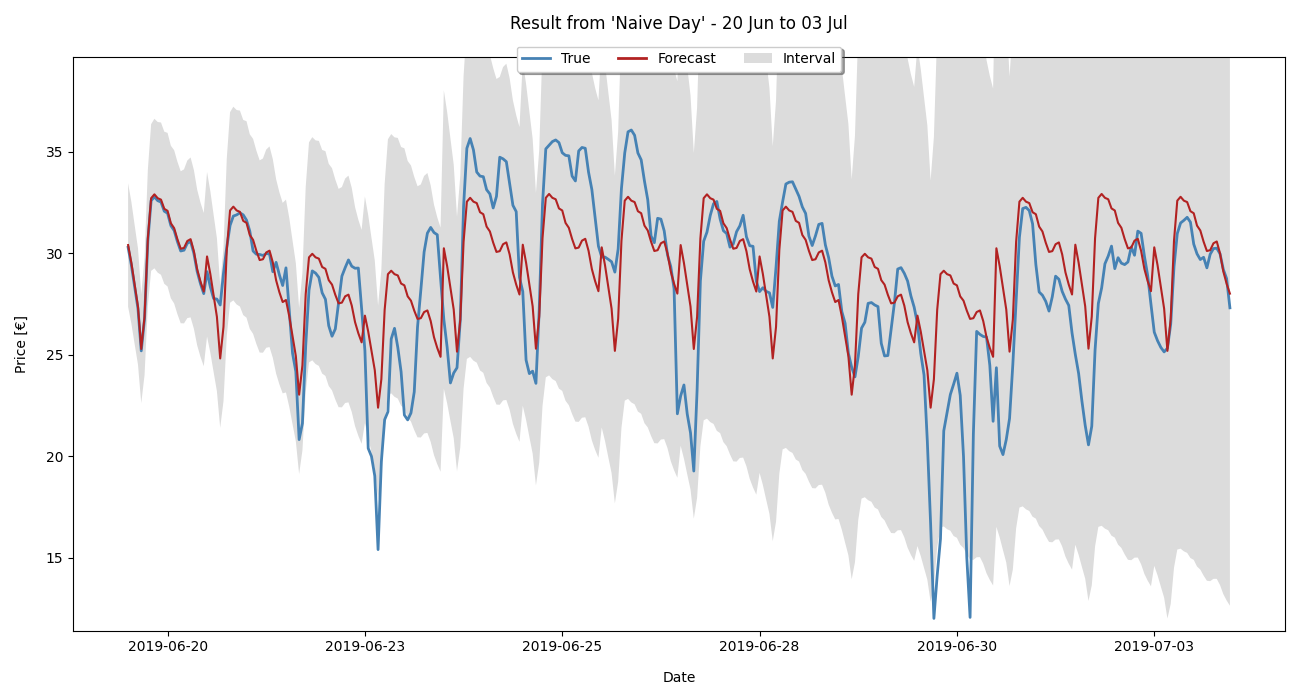 Result from 'Naive Day' - 20 Jun to 03 Jul
True Forecast Interval
Price [€]
35
30
25
20
15
2019-06-20 2019-06-23 2019-06-25 2019-06-28 2019-06-30 2019-07-03
Date